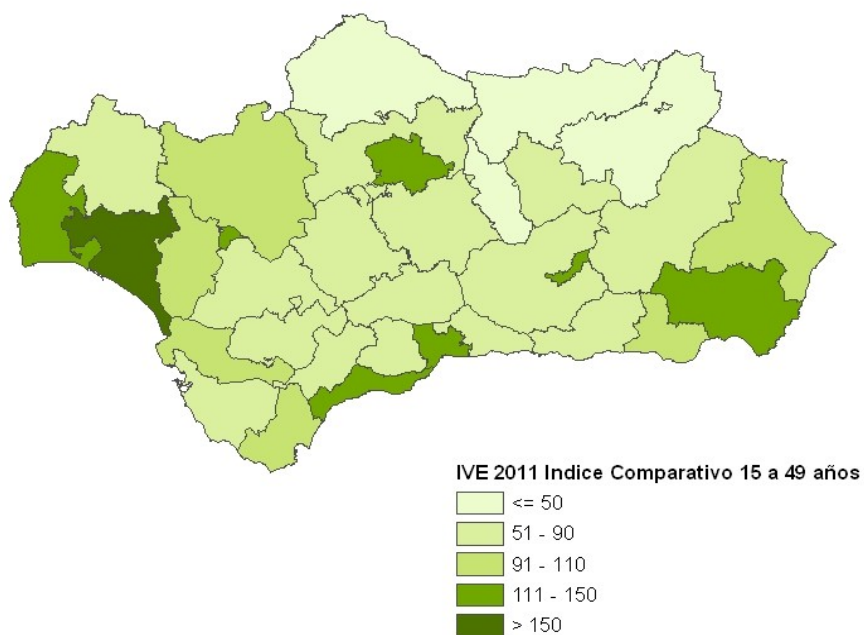 IVE 2011 Indice Comparativo 15 a 49 años
<= 50
51 - 90
91 - 110
111 - 150
> 150